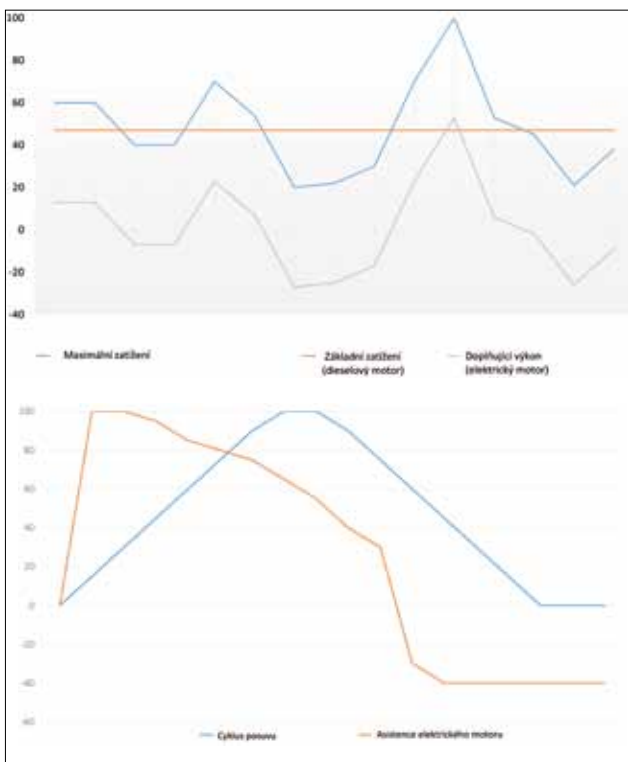 100
80
60
40
20
0
-20
-40
Maximální zatížení
Základní zatížení
(dieselový motor)
Doplňující výkon
(elektrický motor)
100
80
60
40
20
0
-20
-40
-60
Cyklus posuvu
Asistence elektrického motoru